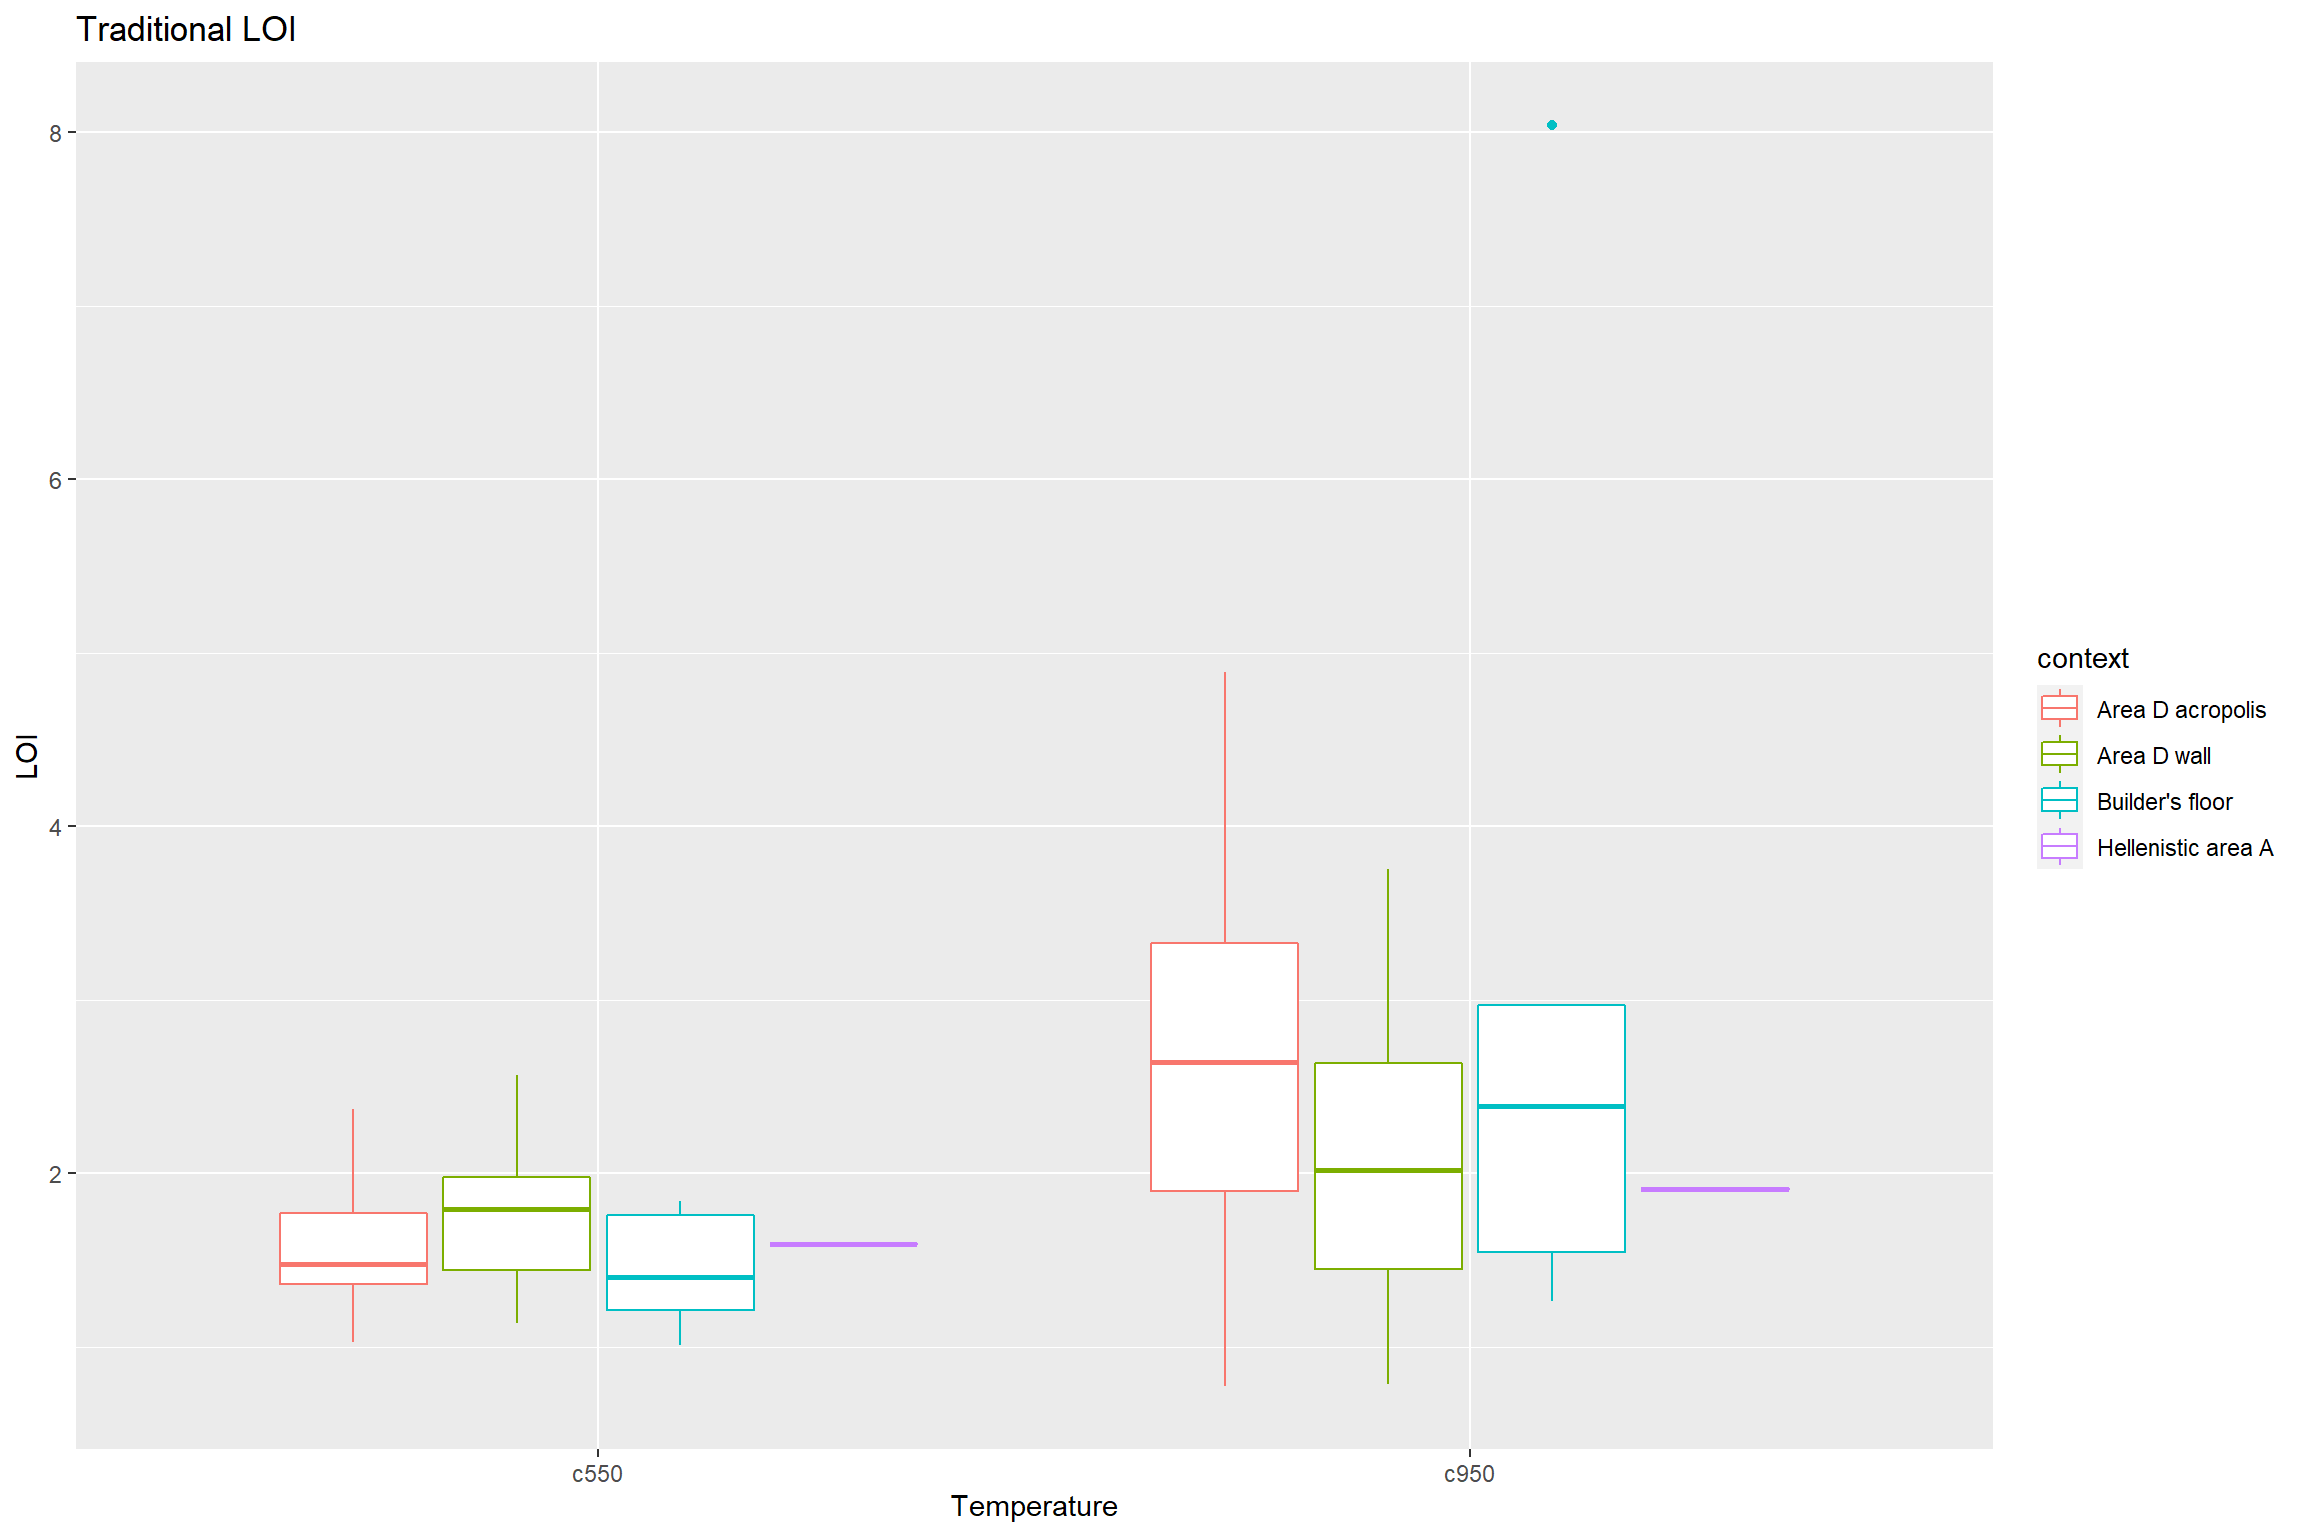 Traditional LOI
8
6
4
2
LOI
c550
c950
Temperature
context
Area D acropolis
Area D wall
Builder's floor
Hellenistic area A